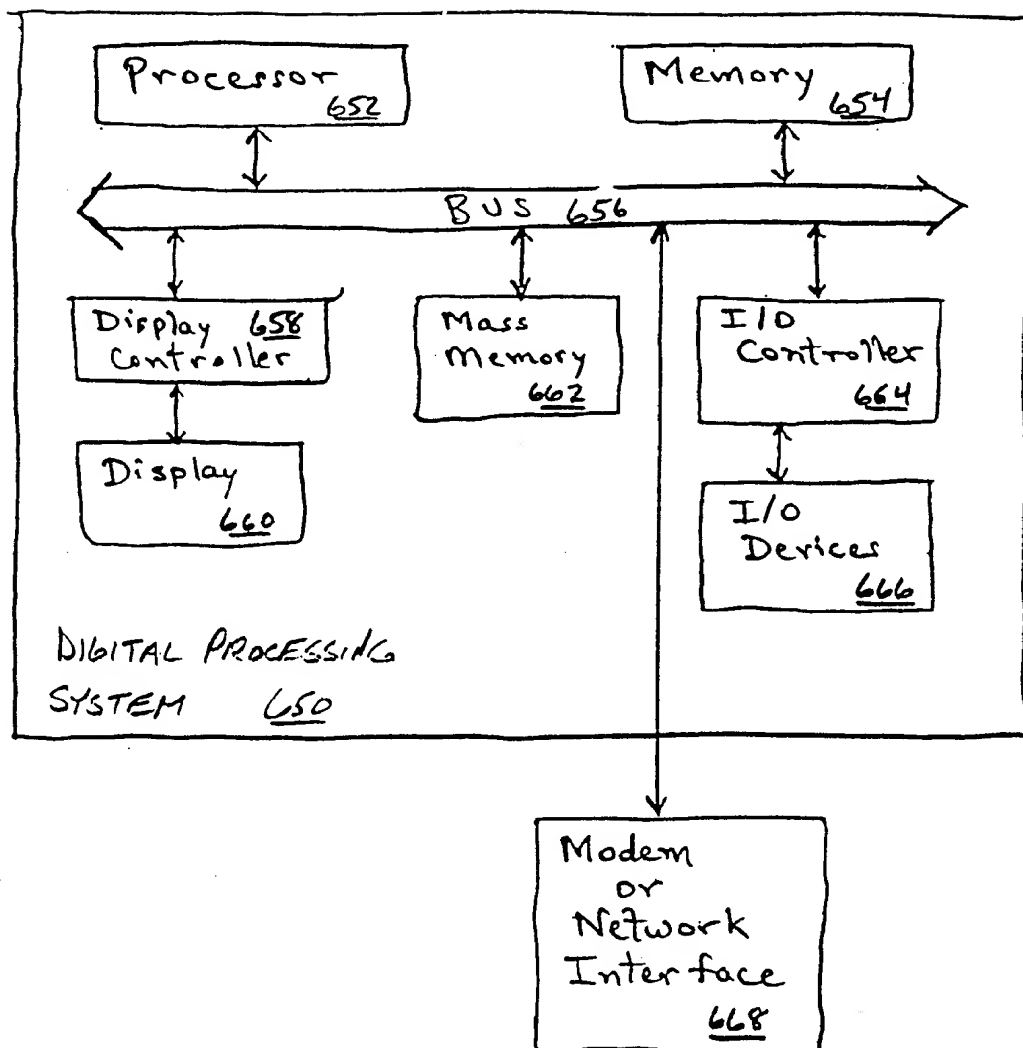 Processor
652
Memory
654
BUS 656
Display 658
Controller
Mass
Memory
662
I/O
Controller
664
Display
660
I/O
Devices
666
DIGITAL PROCESSING
SYSTEM 650
Modem
or
Network
Interface
668